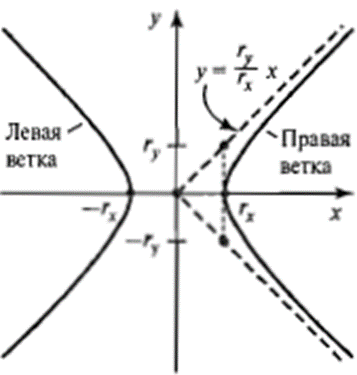 y
y = r_y / r_x x
Левая
ветка
r_y
Правая
ветка
−r_x
r_x
x
−r_y